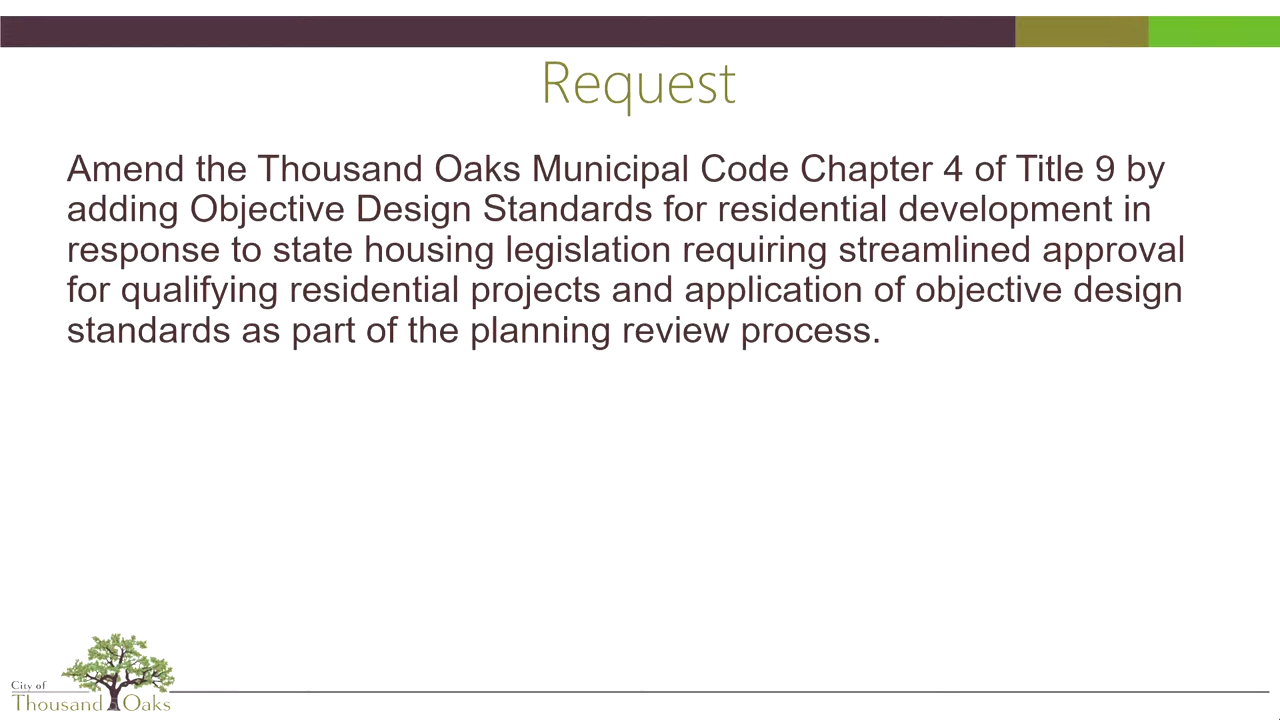 Request
Amend the Thousand Oaks Municipal Code Chapter 4 of Title 9 by
adding Objective Design Standards for residential development in
response to state housing legislation requiring streamlined approval
for qualifying residential projects and application of objective design
standards as part of the planning review process.
City of
Thousand Oaks